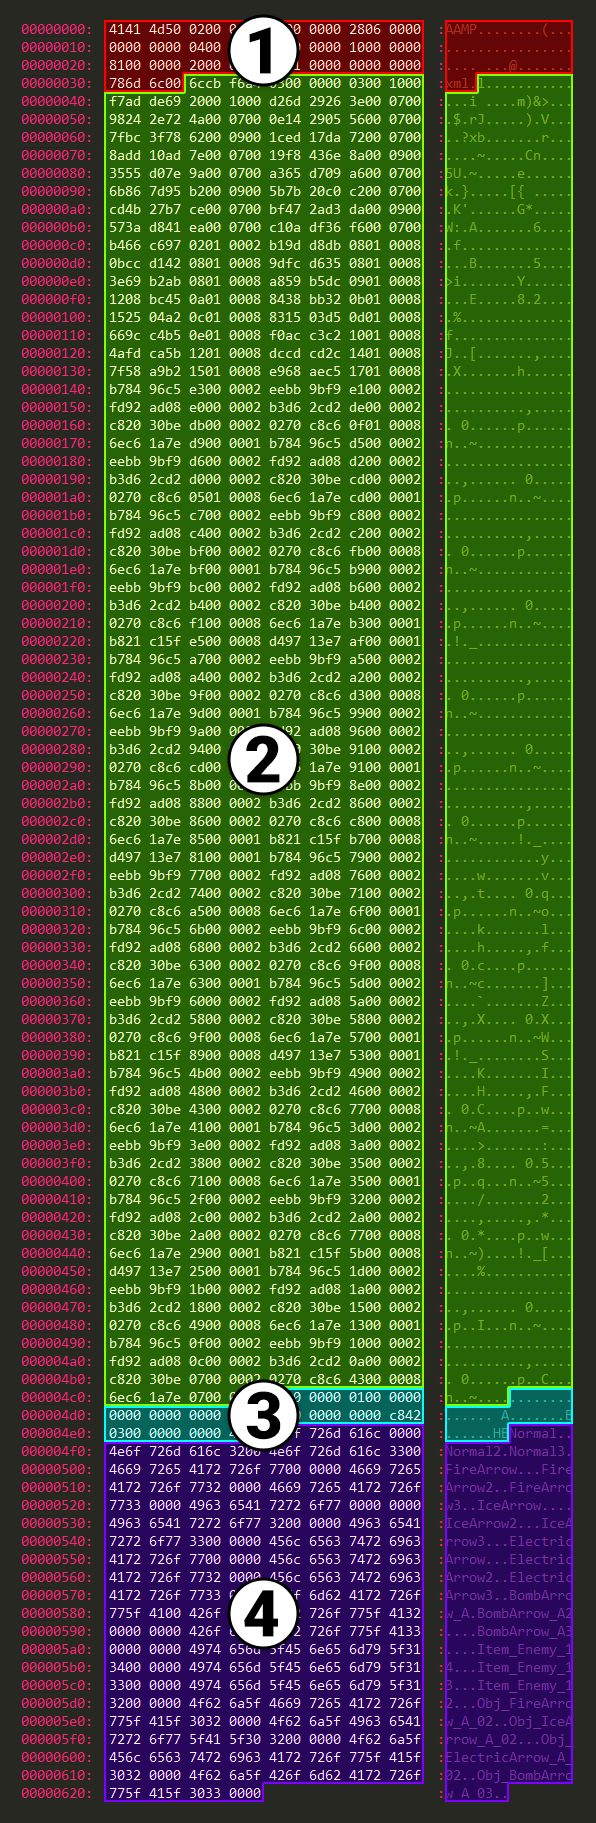 00000000: 4141 4d50 0200 0000 2806 0000 :AAMP........(...
00000010: 0000 0000 0400 0000 1000 0000 :................
00000020: 8100 0000 2000 0000 0000 0000 :...........@....
1
00000030: 786d 6c00 6ccb 0300 0000 0300 1000 :xml.l...........
00000040: f7ad de69 2000 1000 d26d 2926 3e00 0700 :...i ....m)&>...
00000050: 9824 2e72 4a00 0700 0e14 2905 5600 0700 :.$.rJ.....).V...
00000060: 7fbc 3f78 6200 0900 1ced 17da 7200 0700 :..?xb.......r...
00000070: 8add 10ad 7e00 0700 19f8 436e 8a00 0900 :....~.....Cn....
00000080: 3555 d07e 9a00 0700 a365 d709 a600 0700 :5U.~.....e......
00000090: 6b86 7d95 b200 0900 5b7b 20c0 c200 0700 :k.}.....[{ .....
000000a0: cd4b 27b7 ce00 0700 bf47 2ad3 da00 0900 :.K'......G*.....
000000b0: 573a d841 ea00 0700 c10a df36 f600 0700 :W:.A.......6....
000000c0: b466 c697 0201 0002 b19d d8db 0801 0008 :.f..............
000000d0: 0bcc d142 0801 0008 9dfc d635 0801 0008 :...B.......5....
000000e0: 3e69 b2ab 0801 0008 a859 b5dc 0901 0008 :>i.......Y......
000000f0: 1208 bc45 0a01 0008 8438 bb32 0b01 0008 :...E.....8.2....
00000100: 1525 04a2 0c01 0008 8315 03d5 0d01 0008 :.%..............
00000110: 669c c4b5 0e01 0008 f0ac c3c2 1001 0008 :f...............
00000120: 4afd ca5b 1201 0008 dccd cd2c 1401 0008 :J..[.......,....
00000130: 7f58 a9b2 1501 0008 e968 aec5 1701 0008 :.X.......h......
00000140: b784 96c5 e300 0002 eebb 9bf9 e100 0002 :................
00000150: fd92 ad08 e000 0002 b3d6 2cd2 de00 0002 :..........,.....
00000160: c820 30be db00 0002 0270 c8c6 0f01 0008 :. 0......p......
00000170: 6ec6 1a7e d900 0001 b784 96c5 d500 0002 :n..~............
00000180: eebb 9bf9 d600 0002 fd92 ad08 d200 0002 :................
00000190: b3d6 2cd2 d000 0002 c820 30be cd00 0002 :..,...... 0.....
000001a0: 0270 c8c6 0501 0008 6ec6 1a7e cd00 0001 :.p......n..~....
000001b0: b784 96c5 c700 0002 eebb 9bf9 c800 0002 :................
000001c0: fd92 ad08 c400 0002 b3d6 2cd2 c200 0002 :..........,.....
000001d0: c820 30be bf00 0002 0270 c8c6 fb00 0008 :. 0......p......
000001e0: 6ec6 1a7e bf00 0001 b784 96c5 b900 0002 :n..~............
000001f0: eebb 9bf9 bc00 0002 fd92 ad08 b600 0002 :................
00000200: b3d6 2cd2 b400 0002 c820 30be b400 0002 :..,...... 0.....
00000210: 0270 c8c6 f100 0008 6ec6 1a7e b300 0001 :.p......n..~....
00000220: b821 c15f e500 0008 d497 13e7 af00 0001 :.!._............
00000230: b784 96c5 a700 0002 eebb 9bf9 a500 0002 :................
00000240: fd92 ad08 a400 0002 b3d6 2cd2 a200 0002 :..........,.....
00000250: c820 30be 9f00 0002 0270 c8c6 d300 0008 :. 0......p......
00000260: 6ec6 1a7e 9d00 0001 b784 96c5 9900 0002 :n..~............
00000270: eebb 9bf9 9a00 ad08 9600 0002 :................
00000280: b3d6 2cd2 9400 30be 9100 0002 :..,...... 0.....
2
00000290: 0270 c8c6 cd00 1a7e 9100 0001 :.p......n..~....
000002a0: b784 96c5 8b00 9bf9 8e00 0002 :................
000002b0: fd92 ad08 8800 0002 b3d6 2cd2 8600 0002 :..........,.....
000002c0: c820 30be 8600 0002 0270 c8c6 c800 0008 :. 0......p......
000002d0: 6ec6 1a7e 8500 0001 b821 c15f b700 0008 :n..~.....!._....
000002e0: d497 13e7 8100 0001 b784 96c5 7900 0002 :............y...
000002f0: eebb 9bf9 7700 0002 fd92 ad08 7600 0002 :....w.......v...
00000300: b3d6 2cd2 7400 0002 c820 30be 7100 0002 :..,.t.... 0.q...
00000310: 0270 c8c6 a500 0008 6ec6 1a7e 6f00 0001 :.p......n..~o...
00000320: b784 96c5 6b00 0002 eebb 9bf9 6c00 0002 :....k.......l...
00000330: fd92 ad08 6800 0002 b3d6 2cd2 6600 0002 :....h.....,.f...
00000340: c820 30be 6300 0002 0270 c8c6 9f00 0008 :. 0.c....p......
00000350: 6ec6 1a7e 6300 0001 b784 96c5 5d00 0002 :n..~c.......]...
00000360: eebb 9bf9 6000 0002 fd92 ad08 5a00 0002 :....`.......Z...
00000370: b3d6 2cd2 5800 0002 c820 30be 5800 0002 :..,.X.... 0.X...
00000380: 0270 c8c6 9f00 0008 6ec6 1a7e 5700 0001 :.p......n..~W...
00000390: b821 c15f 8900 0008 d497 13e7 5300 0001 :.!._........S...
000003a0: b784 96c5 4b00 0002 eebb 9bf9 4900 0002 :....K.......I...
000003b0: fd92 ad08 4800 0002 b3d6 2cd2 4600 0002 :....H.....,.F...
000003c0: c820 30be 4300 0002 0270 c8c6 7700 0008 :. 0.C....p..w...
000003d0: 6ec6 1a7e 4100 0001 b784 96c5 3d00 0002 :n..~A.......=...
000003e0: eebb 9bf9 3e00 0002 fd92 ad08 3a00 0002 :....>.......:...
000003f0: b3d6 2cd2 3800 0002 c820 30be 3500 0002 :..,.8.... 0.5...
00000400: 0270 c8c6 7100 0008 6ec6 1a7e 3500 0001 :.p..q...n..~5...
00000410: b784 96c5 2f00 0002 eebb 9bf9 3200 0002 :..../.......2...
00000420: fd92 ad08 2c00 0002 b3d6 2cd2 2a00 0002 :....,.....,.*...
00000430: c820 30be 2a00 0002 0270 c8c6 7700 0008 :. 0.*....p..w...
00000440: 6ec6 1a7e 2900 0001 b821 c15f 5b00 0008 :n..~)....!._[...
00000450: d497 13e7 2500 0001 b784 96c5 1d00 0002 :....%...........
00000460: eebb 9bf9 1b00 0002 fd92 ad08 1a00 0002 :................
00000470: b3d6 2cd2 1800 0002 c820 30be 1500 0002 :..,...... 0.....
00000480: 0270 c8c6 4900 0008 6ec6 1a7e 1300 0001 :.p..I...n..~....
00000490: b784 96c5 0f00 0002 eebb 9bf9 1000 0002 :................
000004a0: fd92 ad08 0c00 0002 b3d6 2cd2 0a00 0002 :..........,.....
000004b0: c820 30be 0700 0270 c8c6 4300 0008 :. 0......p..C...
000004c0: 6ec6 1a7e 0700 0000 0100 0000 :n..~............
3
000004d0: 0000 0000 0000 0000 c842 :.......A.......B
000004e0: 0300 0000 726d 616c 0000 :......HBNormal..
000004f0: 4e6f 726d 616c 3200 4e6f 726d 616c 3300 :Normal2.Normal3.
00000500: 4669 7265 4172 726f 7700 0000 4669 7265 :FireArrow...Fire
00000510: 4172 726f 7732 0000 4669 7265 4172 726f :Arrow2..FireArro
00000520: 7733 0000 4963 6541 7272 6f77 0000 0000 :w3..IceArrow....
00000530: 4963 6541 7272 6f77 3200 0000 4963 6541 :IceArrow2...IceA
00000540: 7272 6f77 3300 0000 456c 6563 7472 6963 :rrow3...Electric
00000550: 4172 726f 7700 0000 456c 6563 7472 6963 :Arrow...Electric
00000560: 4172 726f 7732 0000 456c 6563 7472 6963 :Arrow2..Electric
00000570: 4172 726f 7733 6d62 4172 726f :Arrow3..BombArro
00000580: 775f 4100 426f 726f 775f 4132 :w_A.BombArrow_A2
4
00000590: 0000 0000 426f 726f 775f 4133 :....BombArrow_A3
000005a0: 0000 0000 4974 656d 5f45 6e65 6d79 5f31 :....Item_Enemy_1
000005b0: 3400 0000 4974 656d 5f45 6e65 6d79 5f31 :4...Item_Enemy_1
000005c0: 3300 0000 4974 656d 5f45 6e65 6d79 5f31 :3...Item_Enemy_1
000005d0: 3200 0000 4f62 6a5f 4669 7265 4172 726f :2...Obj_FireArro
000005e0: 775f 415f 3032 0000 4f62 6a5f 4963 6541 :w_A_02..Obj_IceA
000005f0: 7272 6f77 5f41 5f30 3200 0000 4f62 6a5f :rrow_A_02...Obj_
00000600: 456c 6563 7472 6963 4172 726f 775f 415f :ElectricArrow_A_
00000610: 3032 0000 4f62 6a5f 426f 6d62 4172 726f :02..Obj_BombArro
00000620: 775f 415f 3033 0000 :w_A_03..